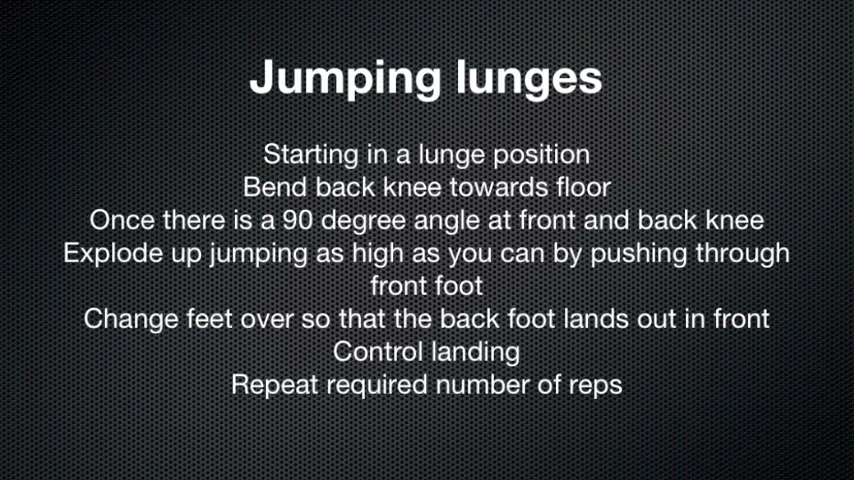 Jumping lunges
Starting in a lunge position
Bend back knee towards floor
Once there is a 90 degree angle at front and back knee
Explode up jumping as high as you can by pushing through
front foot
Change feet over so that the back foot lands out in front
Control landing
Repeat required number of reps